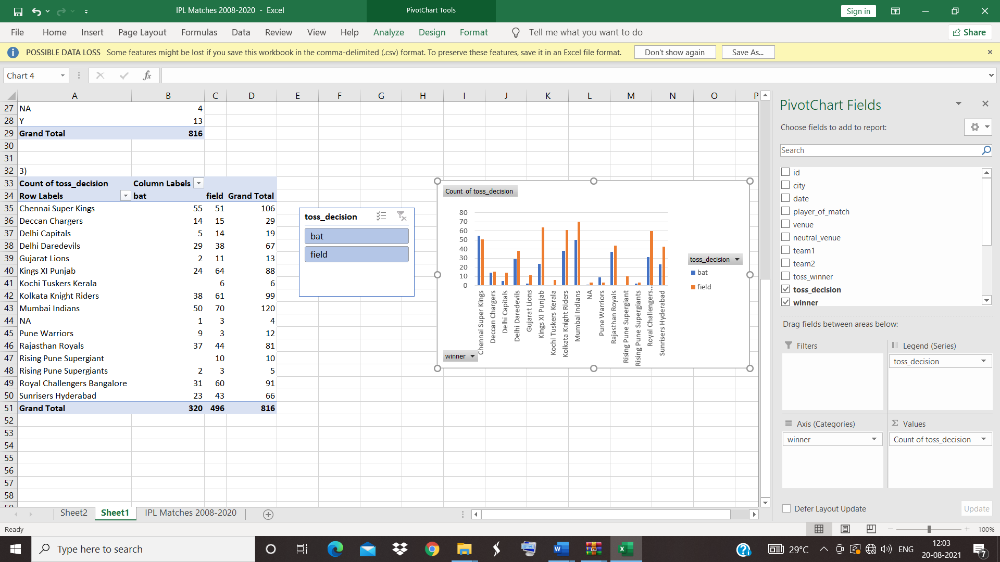 IPL Matches 2008-2020 - Excel
PivotChart Tools
Sign in
File Home Insert Page Layout Formulas Data Review View Help Analyze Design Format Tell me what you want to do Share
POSSIBLE DATA LOSS Some features might be lost if you save this workbook in the comma-delimited (.csv) format. To preserve these features, save it in an Excel file format. Don't show again Save As...
Chart 4 fx
A B C D E F G H I J K L M N O P
27 NA 4
28 Y 13
29 Grand Total 816
30
31
32 3)
33 Count of toss_decision Column Labels
34 Row Labels bat field Grand Total
35 Chennai Super Kings 55 51 106
36 Deccan Chargers 14 15 29
37 Delhi Capitals 5 14 19
38 Delhi Daredevils 29 38 67
39 Gujarat Lions 2 11 13
40 Kings XI Punjab 24 64 88
41 Kochi Tuskers Kerala 6 6
42 Kolkata Knight Riders 38 61 99
43 Mumbai Indians 50 70 120
44 NA 1 3 4
45 Pune Warriors 9 3 12
46 Rajasthan Royals 37 44 81
47 Rising Pune Supergiant 10 10
48 Rising Pune Supergiants 2 3 5
49 Royal Challengers Bangalore 31 60 91
50 Sunrisers Hyderabad 23 43 66
51 Grand Total 320 496 816
52
53
54
55
56
57
58
59
toss_decision
bat
field
Count of toss_decision
80
70
60
50
40
30
20
10
0
Chennai Super Kings
Deccan Chargers
Delhi Capitals
Delhi Daredevils
Gujarat Lions
Kings XI Punjab
Kochi Tuskers Kerala
Kolkata Knight Riders
Mumbai Indians
NA
Pune Warriors
Rajasthan Royals
Rising Pune Supergiant
Rising Pune Supergiants
Royal Challengers...
Sunrisers Hyderabad
toss_decision
bat
field
winner
PivotChart Fields
Choose fields to add to report:
Search
id
city
date
player_of_match
venue
neutral_venue
team1
team2
toss_winner
toss_decision
winner
Drag fields between areas below:
Filters
Legend (Series)
toss_decision
Axis (Categories)
winner
Σ Values
Count of toss_decision
Defer Layout Update Update
Sheet2 Sheet1 IPL Matches 2008-2020
Ready
100%
Type here to search
29°C ENG
12:03
20-08-2021
7